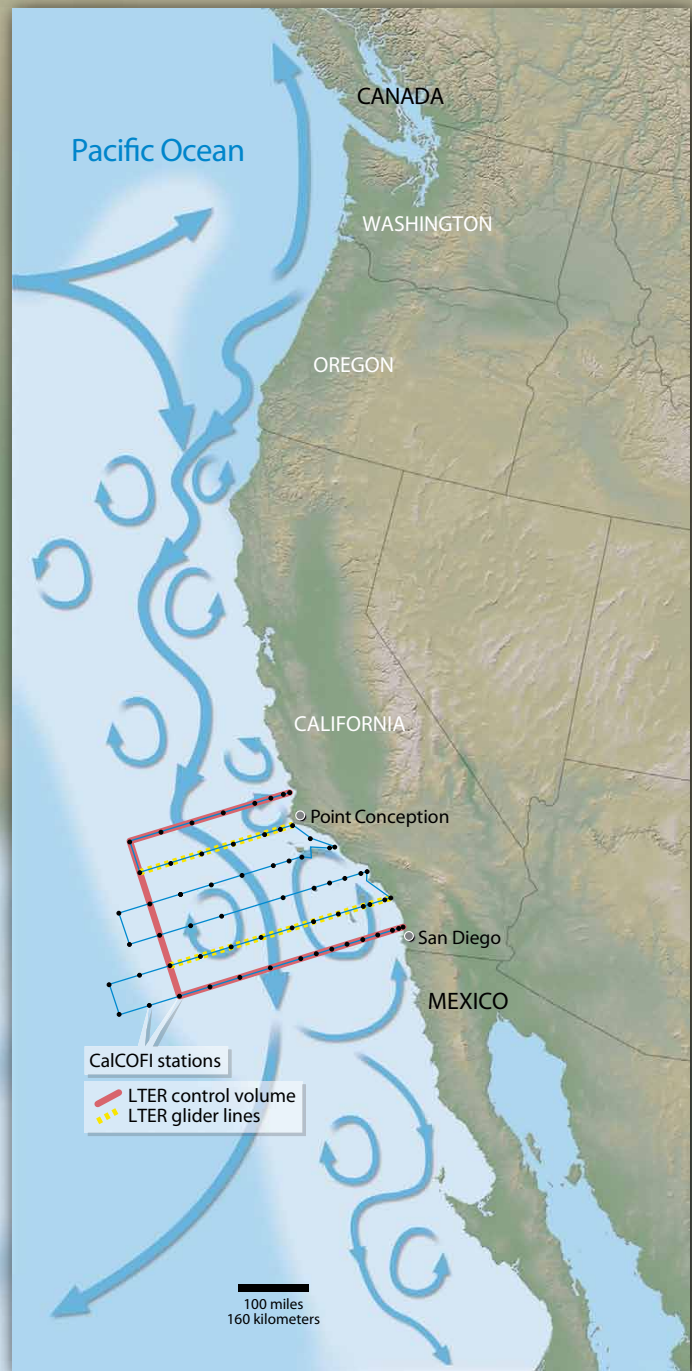 CANADA
Pacific Ocean
WASHINGTON
OREGON
CALIFORNIA
Point Conception
San Diego
MEXICO
CalCOFI stations
LTER control volume
LTER glider lines
100 miles
160 kilometers